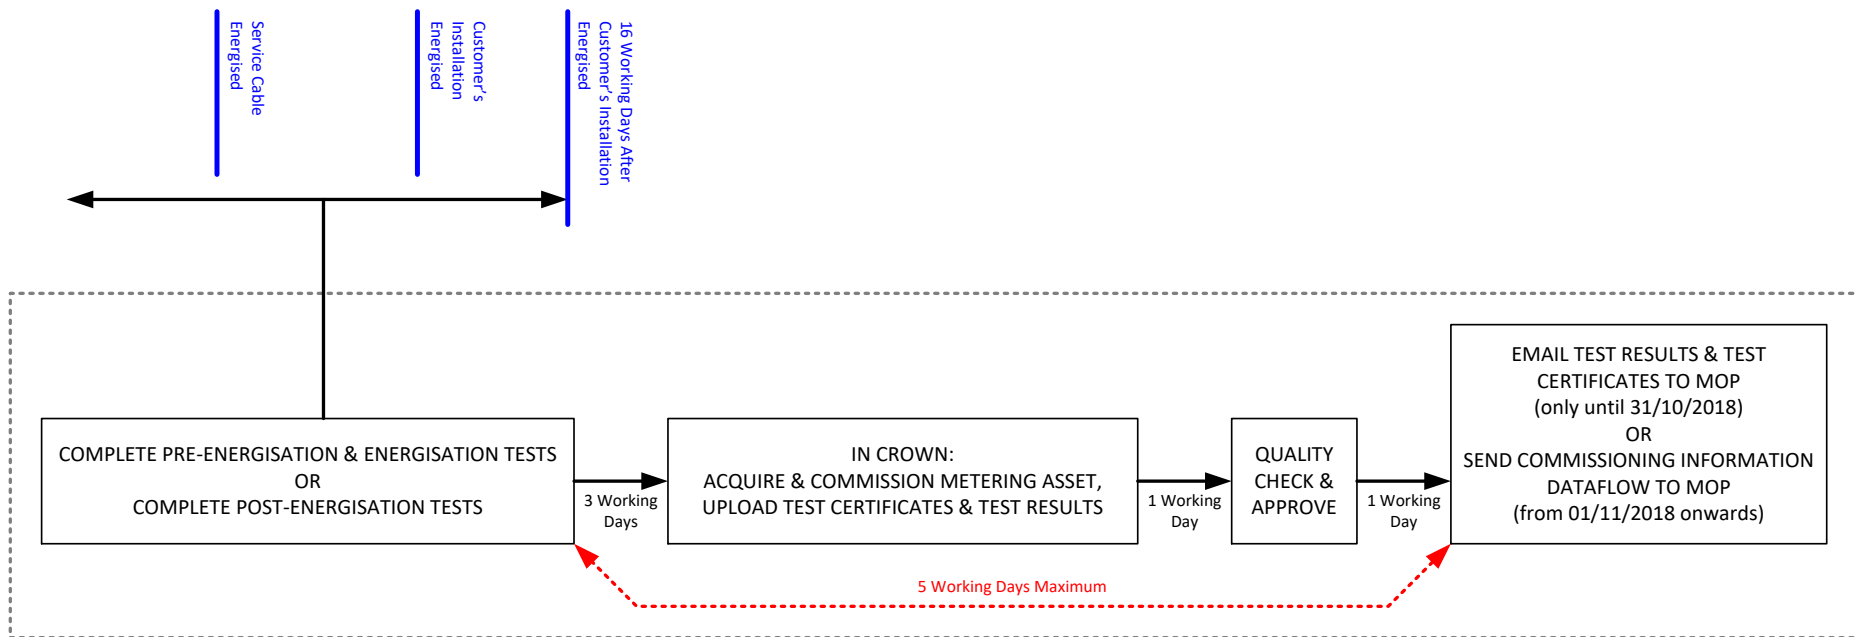 Service Cable
Energised
Customer's
Installation
Energised
16 Working Days After
Customer's Installation
Energised
COMPLETE PRE-ENERGISATION & ENERGISATION TESTS
OR
COMPLETE POST-ENERGISATION TESTS
3 Working
Days
IN CROWN:
ACQUIRE & COMMISSION METERING ASSET,
UPLOAD TEST CERTIFICATES & TEST RESULTS
1 Working
Day
QUALITY
CHECK &
APPROVE
1 Working
Day
EMAIL TEST RESULTS & TEST
CERTIFICATES TO MOP
(only until 31/10/2018)
OR
SEND COMMISSIONING INFORMATION
DATAFLOW TO MOP
(from 01/11/2018 onwards)
5 Working Days Maximum